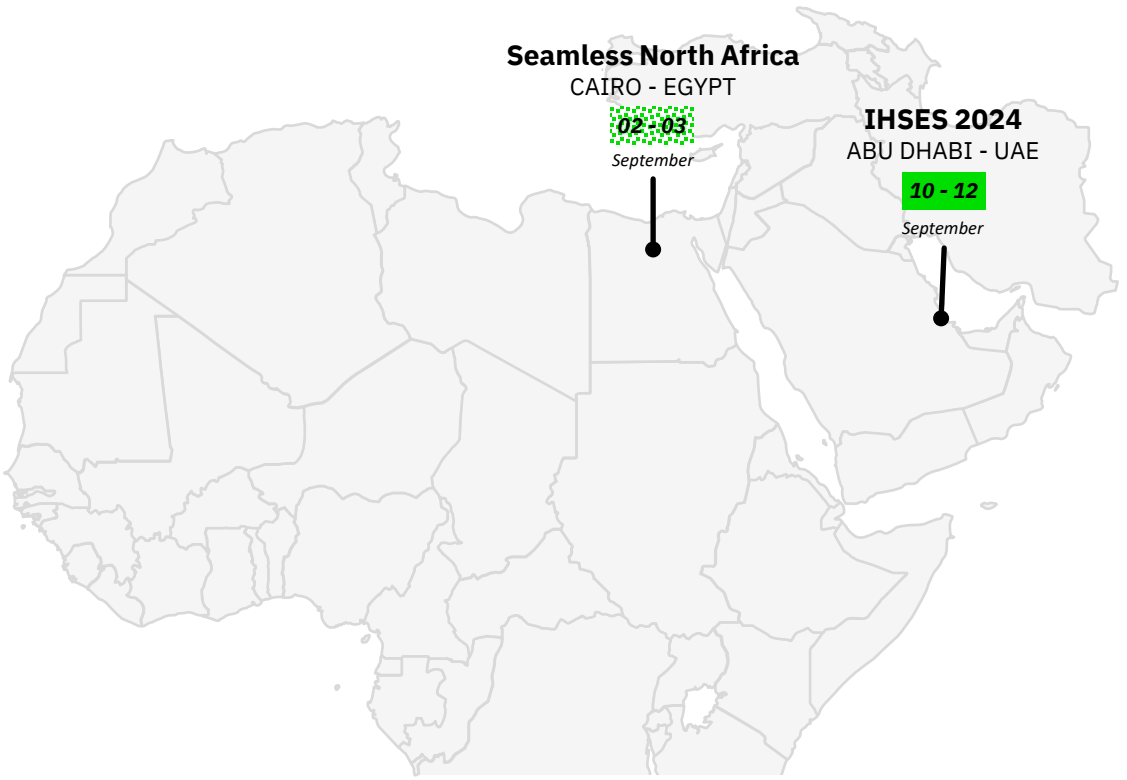 Seamless North Africa
CAIRO - EGYPT
02 - 03
September
IHSES 2024
ABU DHABI - UAE
10 - 12
September